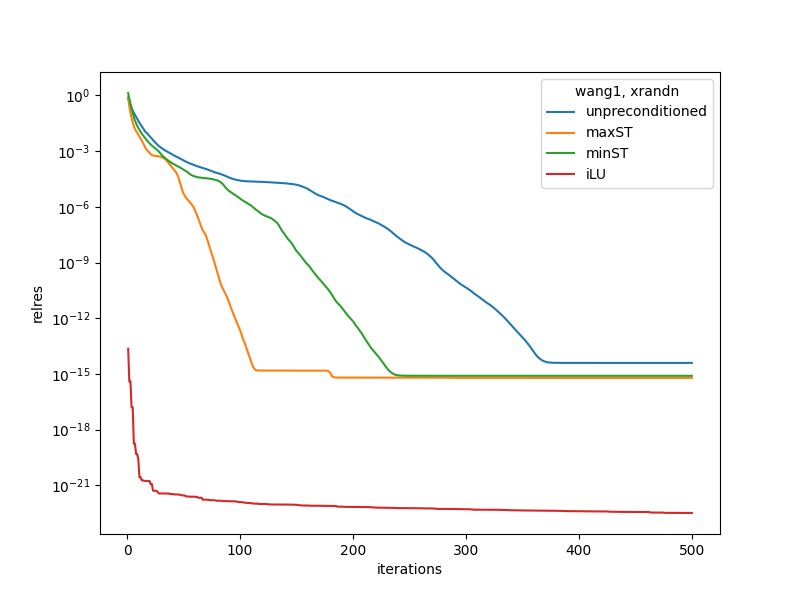 wang1, xrandn
unpreconditioned
maxST
minST
iLU
10^0
10^-3
10^-6
10^-9
10^-12
10^-15
10^-18
10^-21
relres
0 100 200 300 400 500
iterations